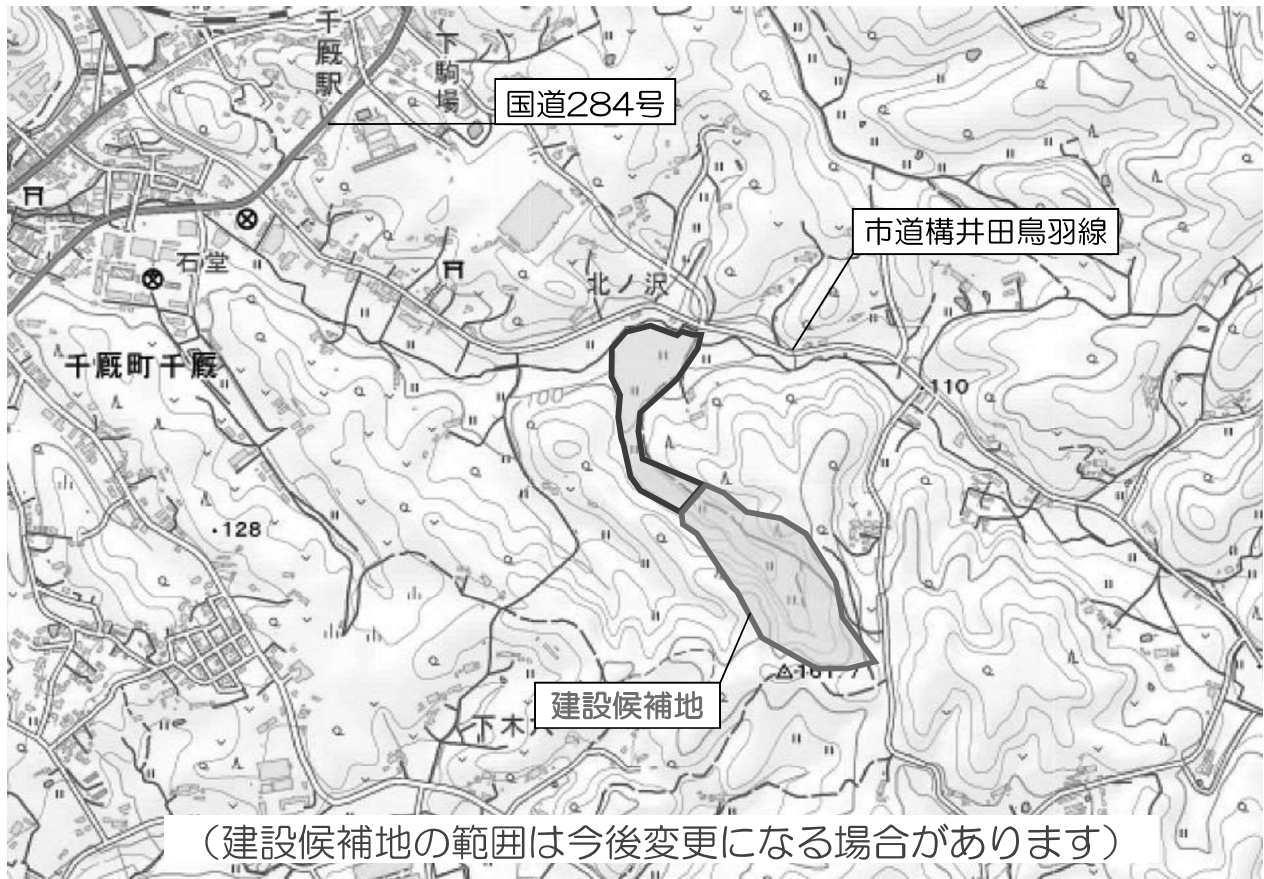 千厩駅
下駒場
国道284号
市道構井田鳥羽線
石堂
北ノ沢
千厩町千厩
110
128
建設候補地
下木
（建設候補地の範囲は今後変更になる場合があります）